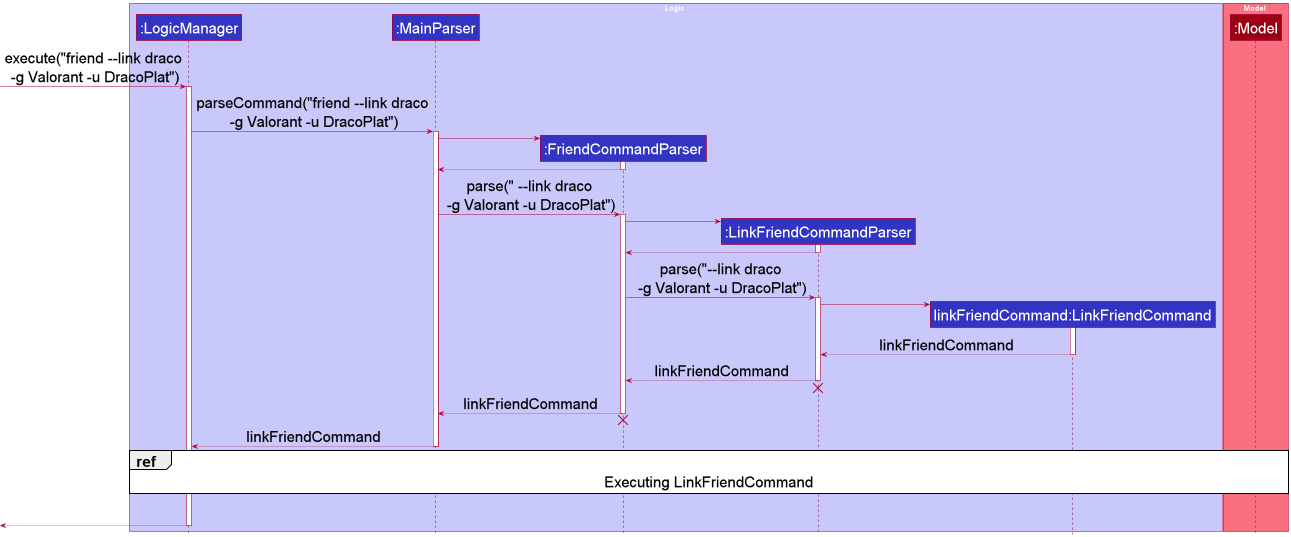 Logic
Model
:LogicManager
:MainParser
:Model
execute("friend --link draco
-g Valorant -u DracoPlat")
parseCommand("friend --link draco
-g Valorant -u DracoPlat")
:FriendCommandParser
parse(" --link draco
-g Valorant -u DracoPlat")
:LinkFriendCommandParser
parse("--link draco
-g Valorant -u DracoPlat")
linkFriendCommand:LinkFriendCommand
linkFriendCommand
linkFriendCommand
linkFriendCommand
linkFriendCommand
ref
Executing LinkFriendCommand